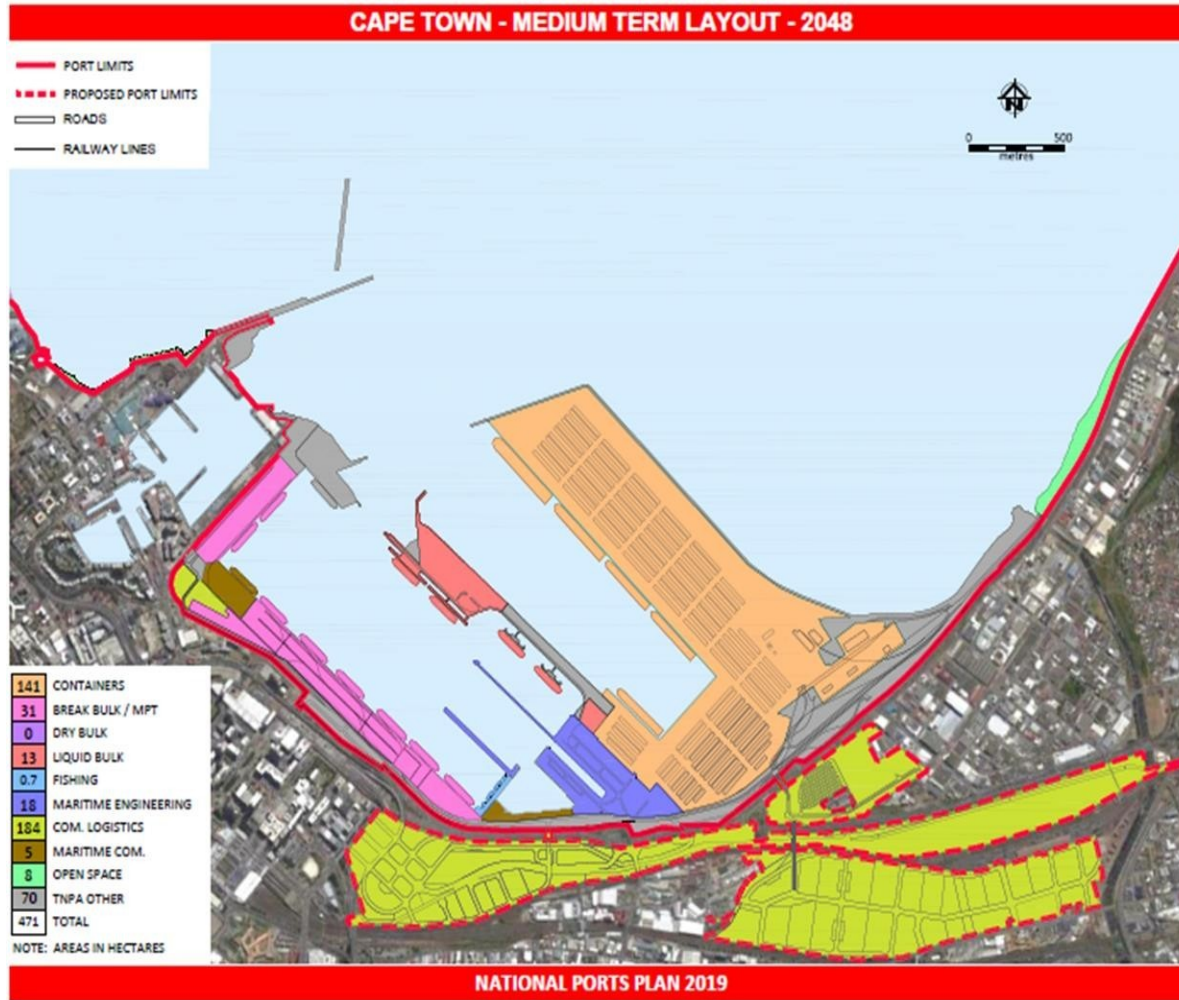 CAPE TOWN - MEDIUM TERM LAYOUT - 2048
PORT LIMITS
PROPOSED PORT LIMITS
ROADS
RAILWAY LINES
N
0 500
metres
141 CONTAINERS
31 BREAK BULK / MPT
0 DRY BULK
13 LIQUID BULK
0.7 FISHING
18 MARITIME ENGINEERING
184 COM. LOGISTICS
5 MARITIME COM.
8 OPEN SPACE
70 TNPA OTHER
471 TOTAL
NOTE: AREAS IN HECTARES
NATIONAL PORTS PLAN 2019